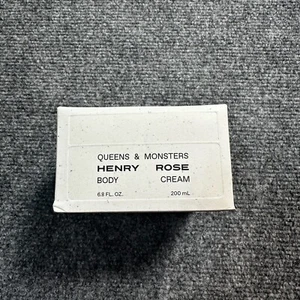 QUEENS & MONSTERS
HENRY ROSE
BODY CREAM
6.8 FL. OZ. 200 mL